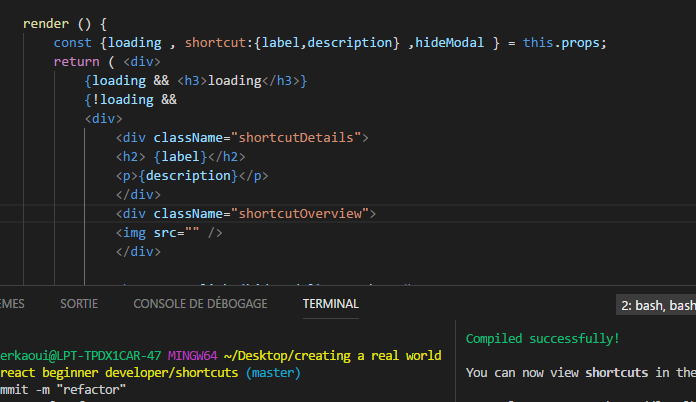 render () {
const {loading , shortcut:{label,description} ,hideModal } = this.props;
return ( <div>
{loading && <h3>loading</h3>}
{!loading &&
<div>
<div className="shortcutDetails">
<h2> {label}</h2>
<p>{description}</p>
</div>
<div className="shortcutOverview">
<img src="" />
</div>
EMES SORTIE CONSOLE DE DÉBOGAGE TERMINAL 2: bash, bash
erkaoui@LPT-TPDX1CAR-47 MINGW64 ~/Desktop/creating a real world
react beginner developer/shortcuts (master)
mmit -m "refactor"
Compiled successfully!
You can now view shortcuts in the